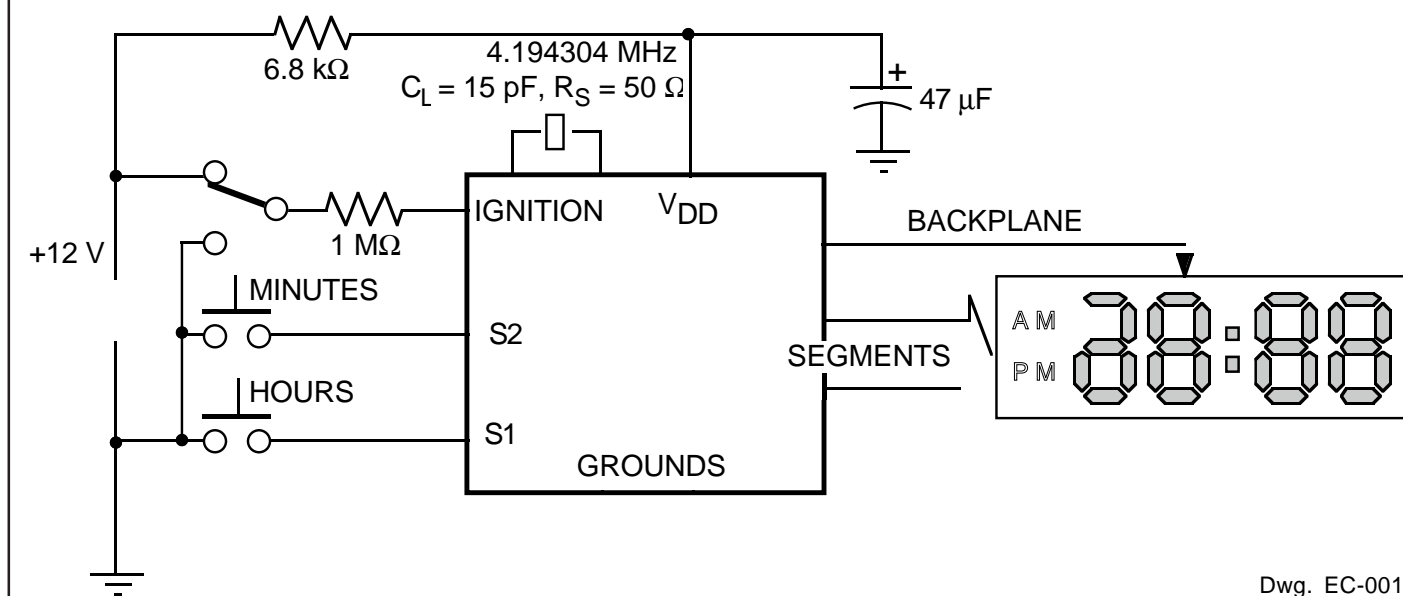 6.8 kΩ
4.194304 MHz
C_L = 15 pF, R_S = 50 Ω
+
47 µF
IGNITION
V_DD
1 MΩ
BACKPLANE
+12 V
MINUTES
S2
SEGMENTS
AM
PM
38:88
HOURS
S1
GROUNDS
Dwg. EC-001